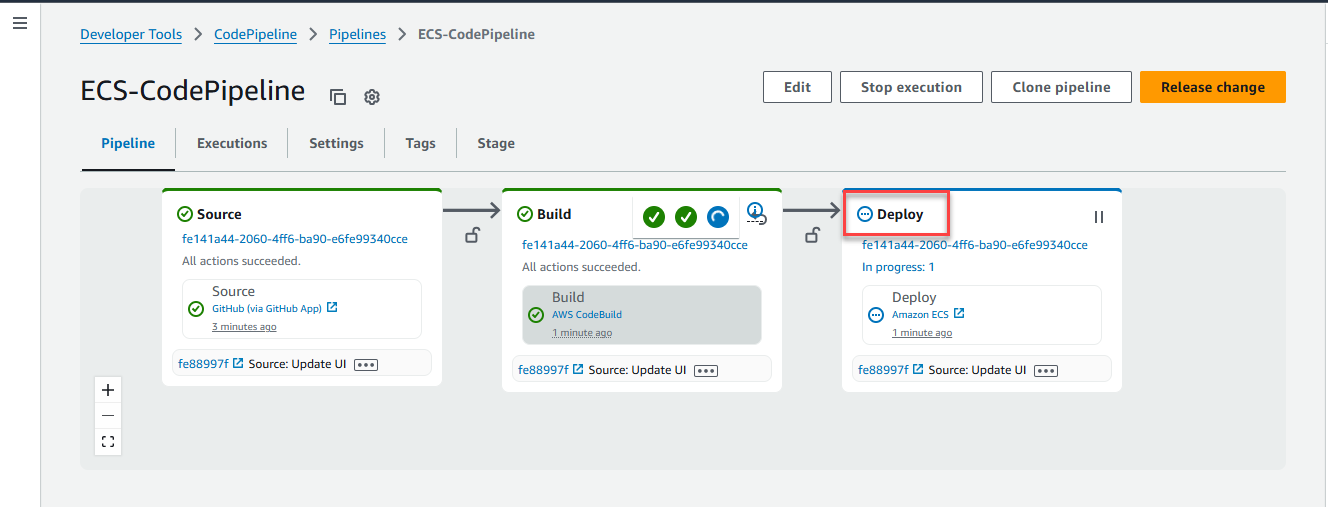 Developer Tools > CodePipeline > Pipelines > ECS-CodePipeline
ECS-CodePipeline
Edit
Stop execution
Clone pipeline
Release change
Pipeline
Executions
Settings
Tags
Stage
Source
fe141a44-2060-4ff6-ba90-e6fe99340cce
All actions succeeded.
Source
GitHub (via GitHub App)
3 minutes ago
fe88997f Source: Update UI
Build
fe141a44-2060-4ff6-ba90-e6fe99340cce
All actions succeeded.
Build
AWS CodeBuild
1 minute ago
fe88997f Source: Update UI
Deploy
fe141a44-2060-4ff6-ba90-e6fe99340cce
In progress: 1
Deploy
Amazon ECS
1 minute ago
fe88997f Source: Update UI